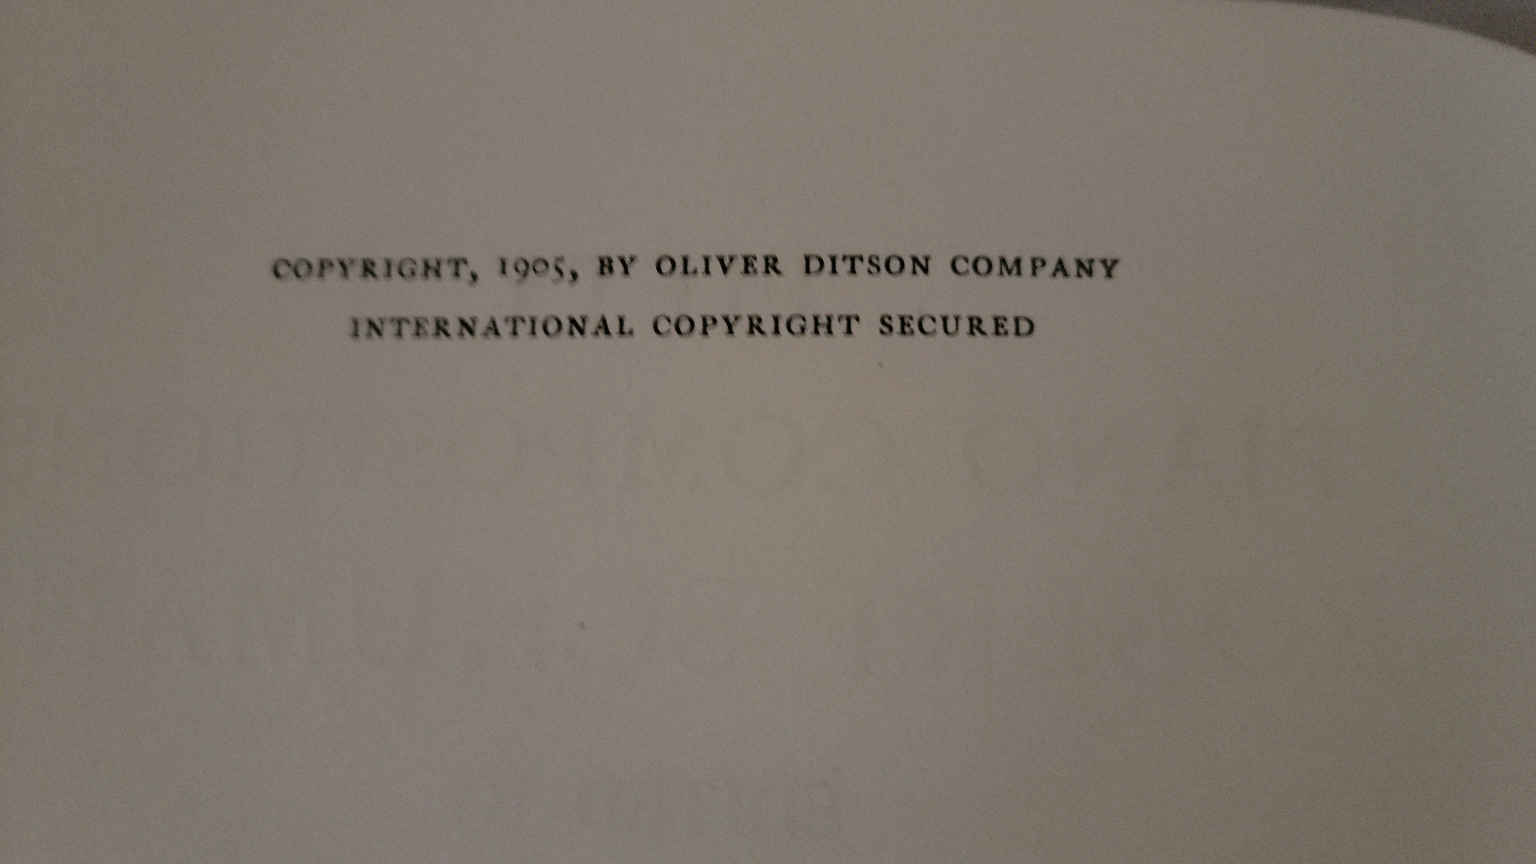 COPYRIGHT, 1905, BY OLIVER DITSON COMPANY
INTERNATIONAL COPYRIGHT SECURED